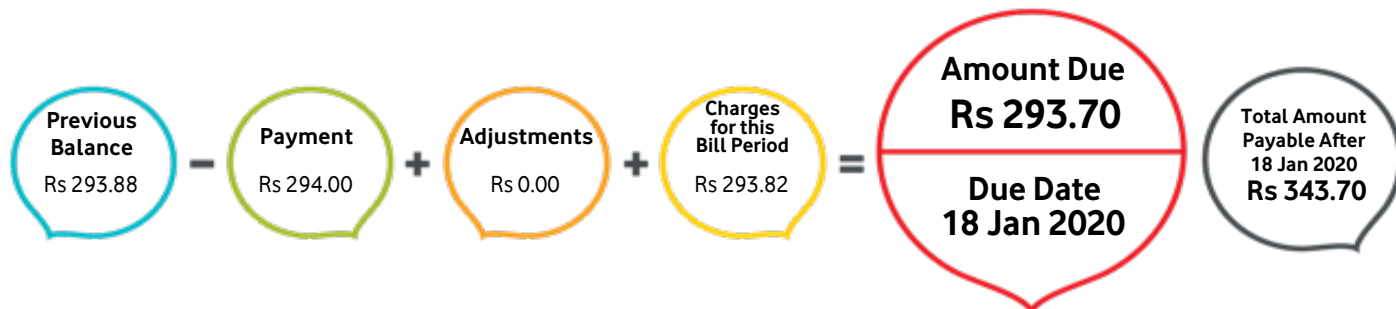 Previous
Balance
Rs 293.88
-
Payment
Rs 294.00
+
Adjustments
Rs 0.00
+
Charges
for this
Bill Period
Rs 293.82
=
Amount Due
Rs 293.70
Due Date
18 Jan 2020
Total Amount
Payable After
18 Jan 2020
Rs 343.70